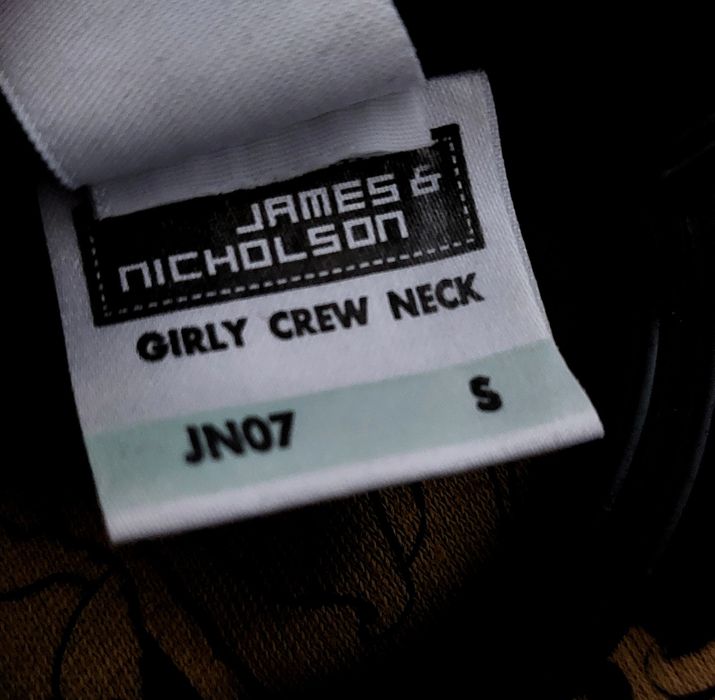 JAMES &
NICHOLSON
GIRLY CREW NECK
JN07 S